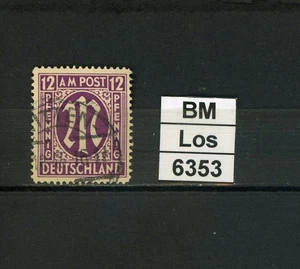 12 AM POST 12
PFENNIG
PFENNIG
DEUTSCHLAND
BM
Los
6353